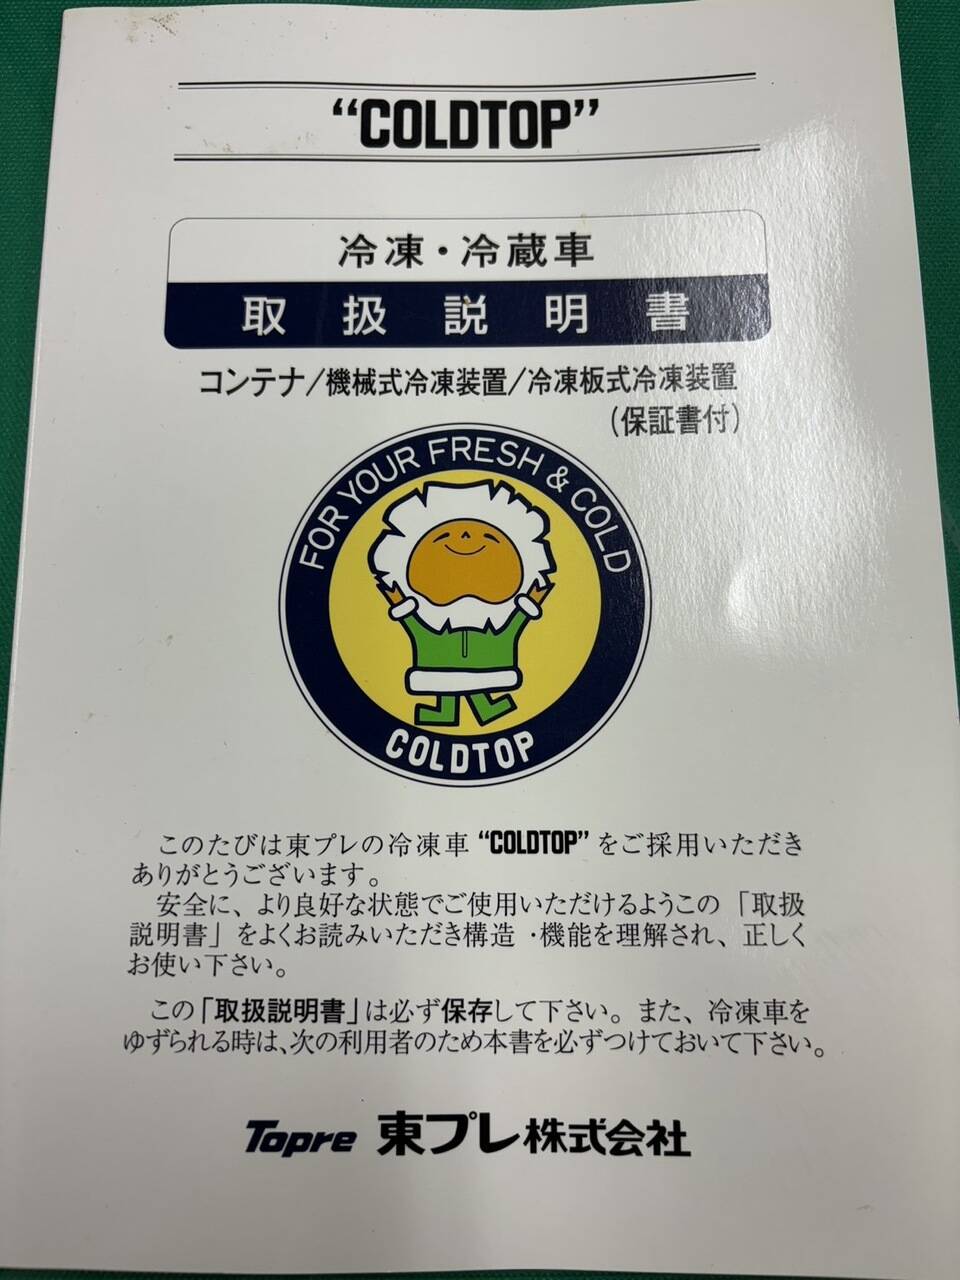 “COLDTOP”
冷凍・冷蔵車
取扱説明書
コンテナ/機械式冷凍装置/冷凍板式冷凍装置
(保証書付)
FOR YOUR FRESH & COLD
COLDTOP
このたびは東プレの冷凍車“COLDTOP”をご採用いただき
ありがとうございます。
安全に、より良好な状態でご使用いただけるようこの「取扱
説明書」をよくお読みいただき構造・機能を理解され、正しく
お使い下さい。
この「取扱説明書」は必ず保存して下さい。また、冷凍車を
ゆずられる時は、次の利用者のため本書を必ずつけておいて下さい。
Topre 東プレ株式会社